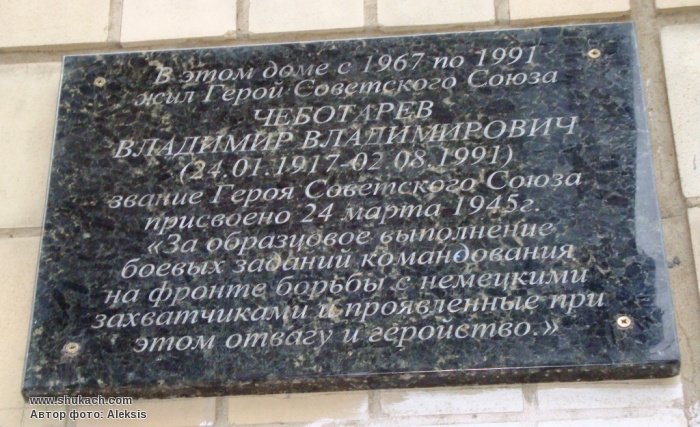 В этом доме с 1967 по 1991
жил Герой Советского Союза
ЧЕБОТАРЕВ
ВЛАДИМИР ВЛАДИМИРОВИЧ
(24.01.1917-02 08.1991)
звание Героя Советского Союза
присвоено 24 марта 1945г.
«За образцовое выполнение
боевых заданий командования
на фронте борьбы с немецкими
захватчиками и проявленные при
этом отвагу и геройство.»
www.shukach.com
Автор фото: Aleksis